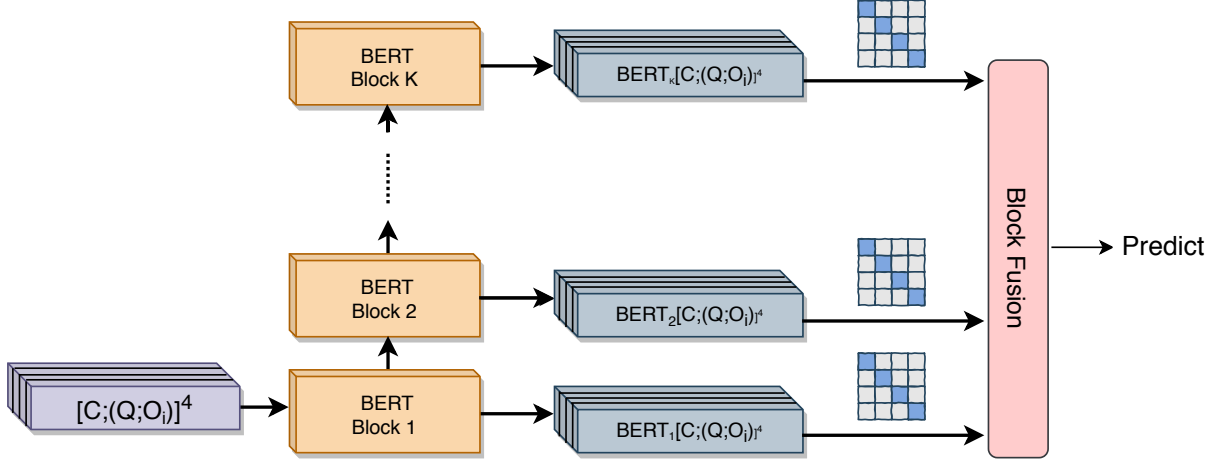 BERT
Block K
BERTₖ[C;(Q;Oᵢ)]⁴
BERT
Block 2
BERT₂[C;(Q;Oᵢ)]⁴
Block Fusion
Predict
[C;(Q;Oᵢ)]⁴
BERT
Block 1
BERT₁[C;(Q;Oᵢ)]⁴